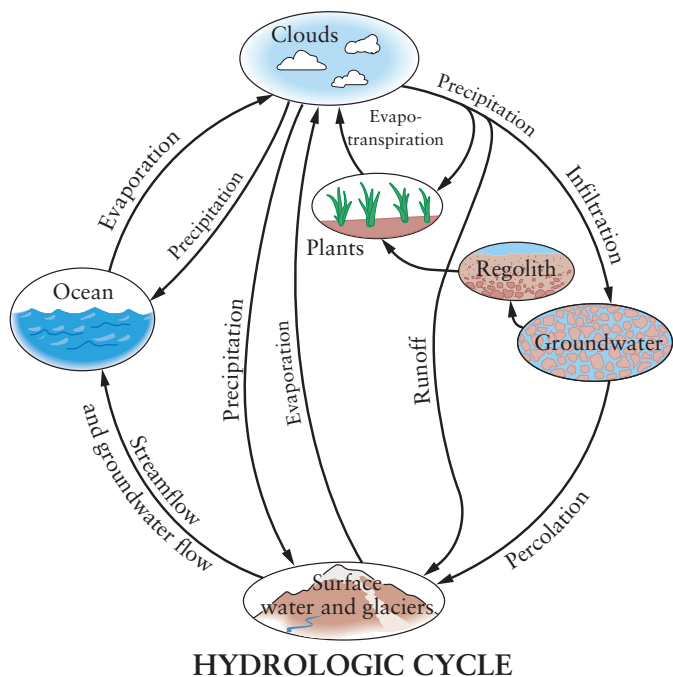 Clouds
Precipitation
Evapo-
transpiration
Evaporation
Precipitation
Infiltration
Plants
Regolith
Ocean
Groundwater
Precipitation
Evaporation
Runoff
Streamflow
and groundwater flow
Percolation
Surface
water and glaciers
HYDROLOGIC CYCLE